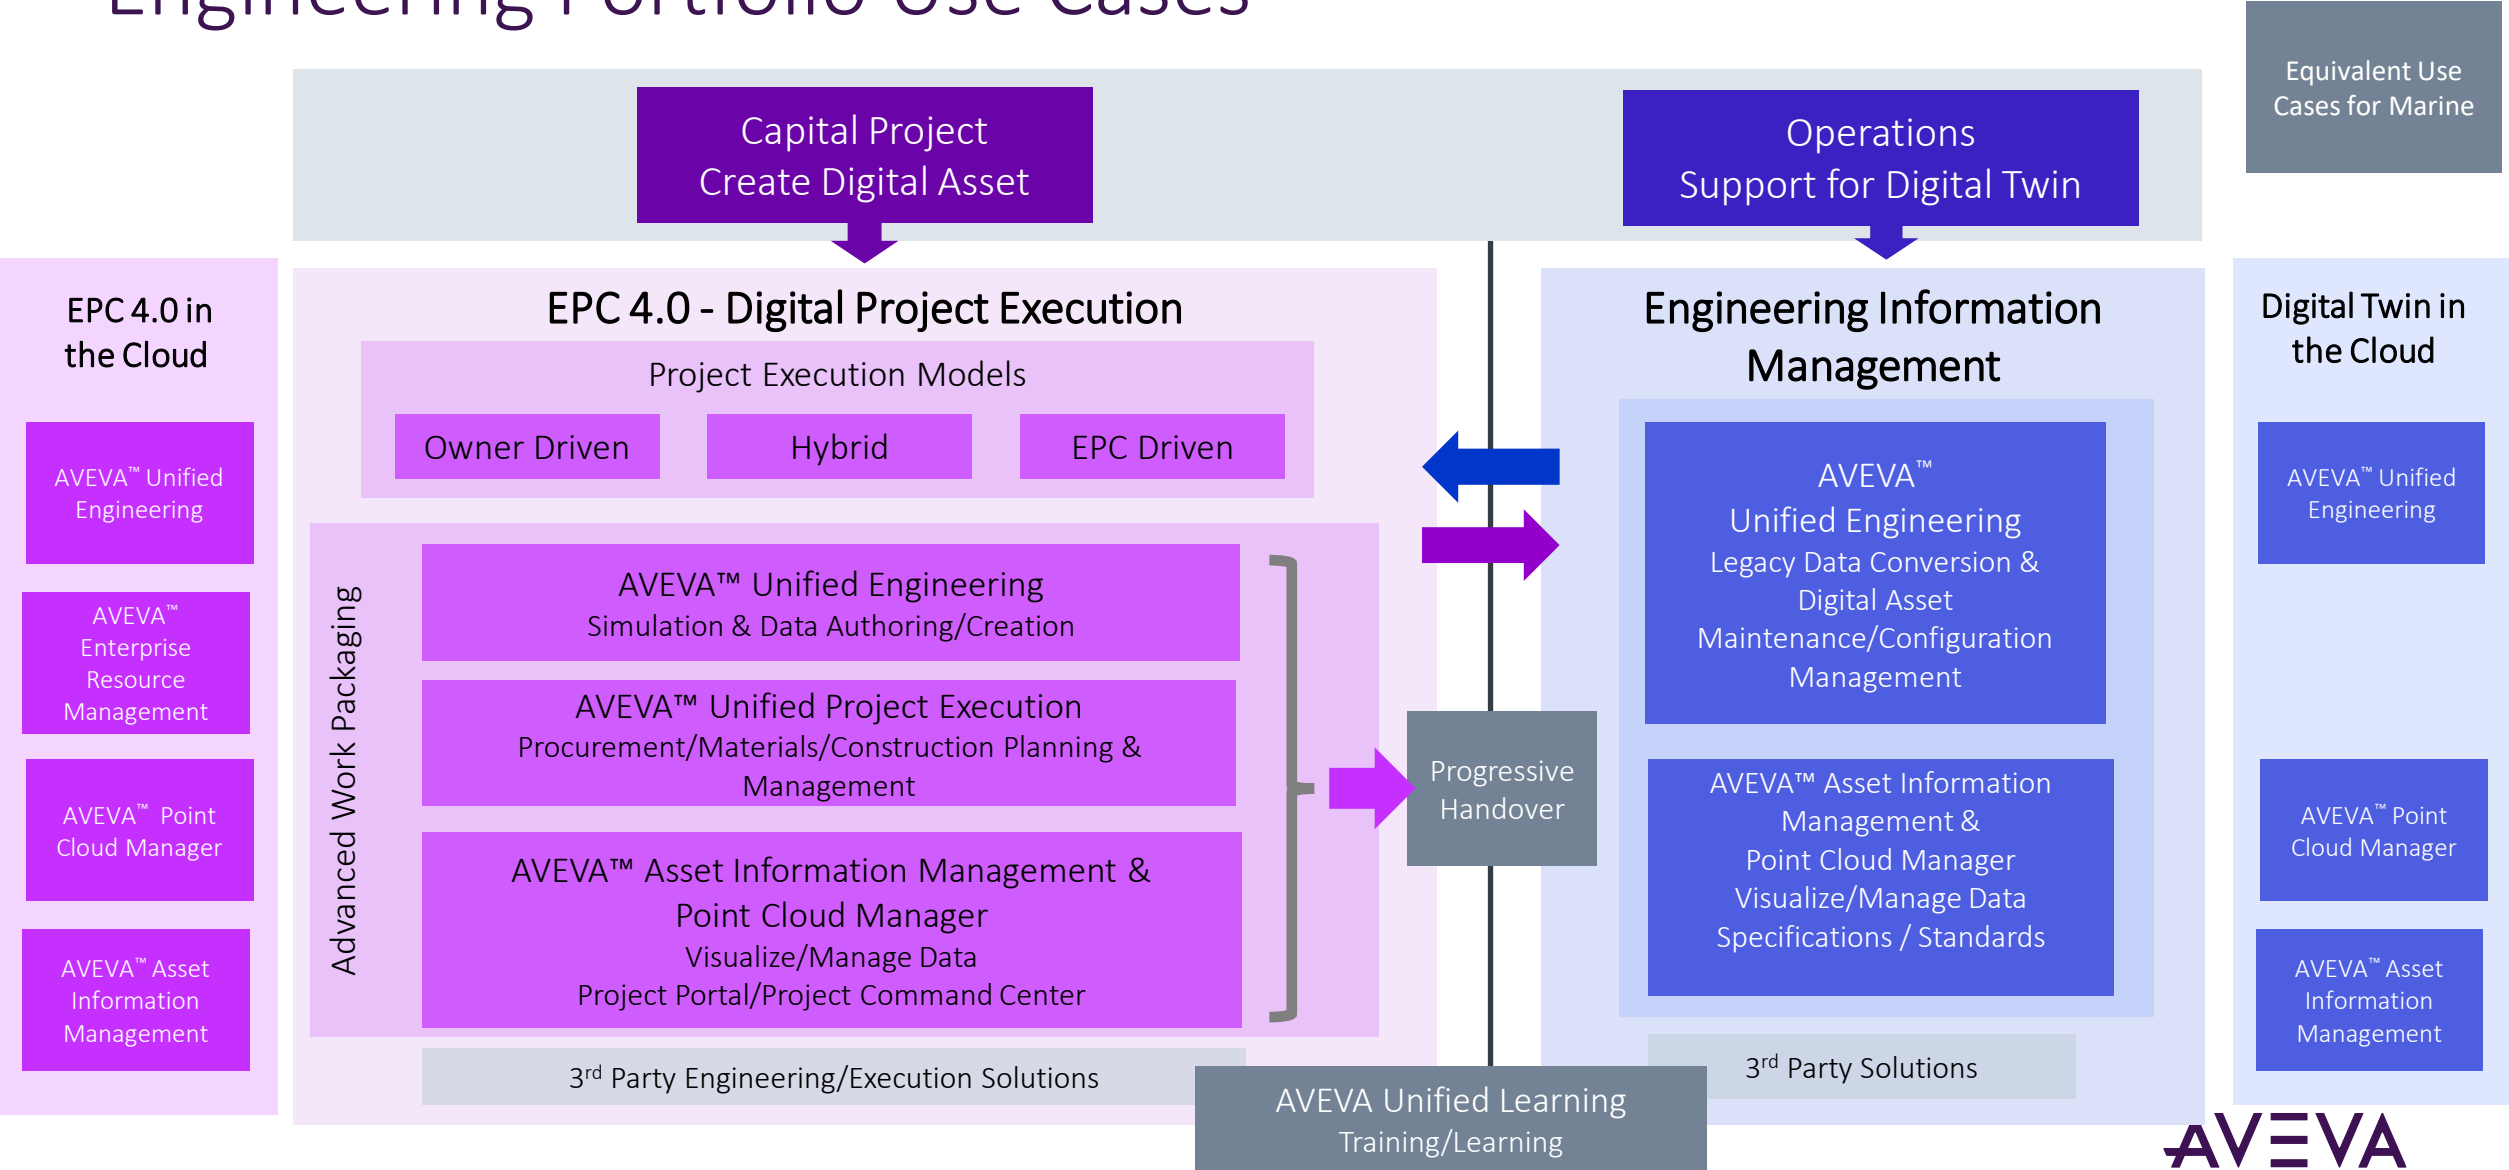 Engineering Portfolio Use Cases
Equivalent Use
Cases for Marine
Capital Project
Create Digital Asset
Operations
Support for Digital Twin
EPC 4.0 in
the Cloud
AVEVA™ Unified
Engineering
AVEVA™
Enterprise
Resource
Management
AVEVA™ Point
Cloud Manager
AVEVA™ Asset
Information
Management
EPC 4.0 - Digital Project Execution
Project Execution Models
Owner Driven
Hybrid
EPC Driven
Advanced Work Packaging
AVEVA™ Unified Engineering
Simulation & Data Authoring/Creation
AVEVA™ Unified Project Execution
Procurement/Materials/Construction Planning &
Management
AVEVA™ Asset Information Management &
Point Cloud Manager
Visualize/Manage Data
Project Portal/Project Command Center
3rd Party Engineering/Execution Solutions
Progressive
Handover
AVEVA Unified Learning
Training/Learning
Engineering Information
Management
AVEVA™
Unified Engineering
Legacy Data Conversion &
Digital Asset
Maintenance/Configuration
Management
AVEVA™ Asset Information
Management &
Point Cloud Manager
Visualize/Manage Data
Specifications / Standards
3rd Party Solutions
Digital Twin in
the Cloud
AVEVA™ Unified
Engineering
AVEVA™ Point
Cloud Manager
AVEVA™ Asset
Information
Management
AVEVA